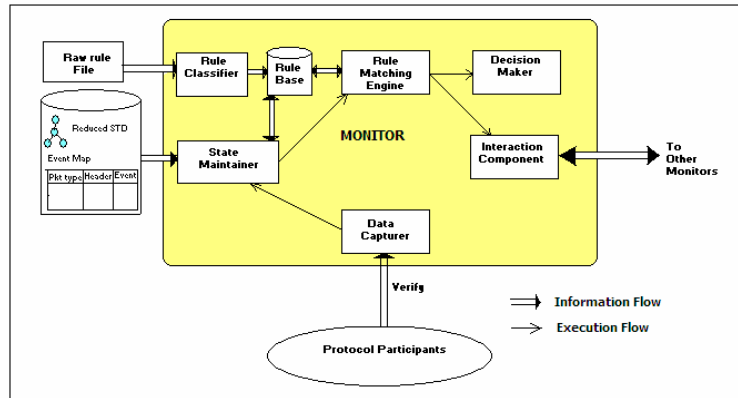 Raw rule
File
Rule
Classifier
Rule
Base
Rule
Matching
Engine
Decision
Maker
Reduced STD
Event Map
Pkt type Header Event
State
Maintainer
MONITOR
Interaction
Component
To
Other
Monitors
Data
Capturer
Verify
Information Flow
Execution Flow
Protocol Participants